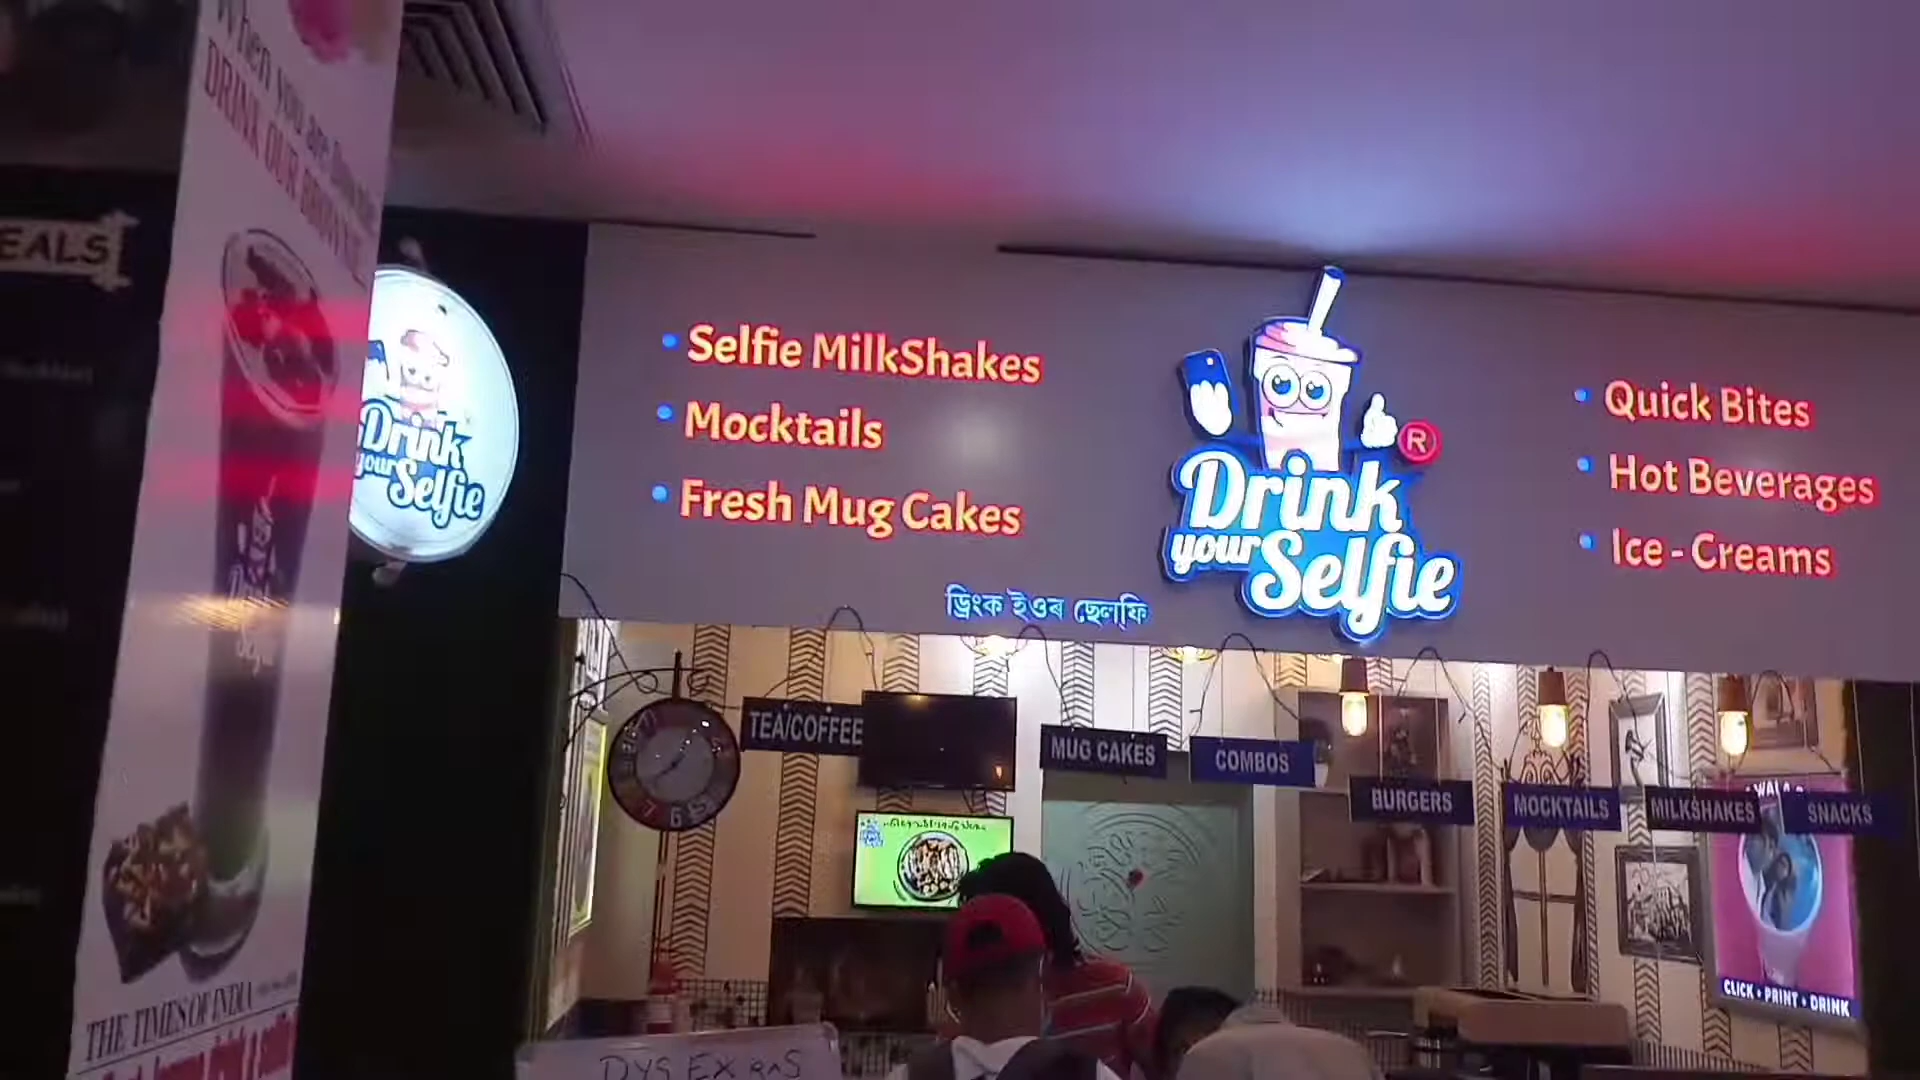 When you are
DRINK OUR
EALS
Drink
your Selfie
THE TIMES OF INDIA
Selfie MilkShakes
Mocktails
Fresh Mug Cakes
Drink
your Selfie
®
ড্ৰিংক ইওৰ ছেল্ফি
Quick Bites
Hot Beverages
Ice - Creams
TEA/COFFEE
MUG CAKES
COMBOS
BURGERS
MOCKTAILS
MILKSHAKES
SNACKS
CLICK • PRINT • DRINK
DYS EXTRAS